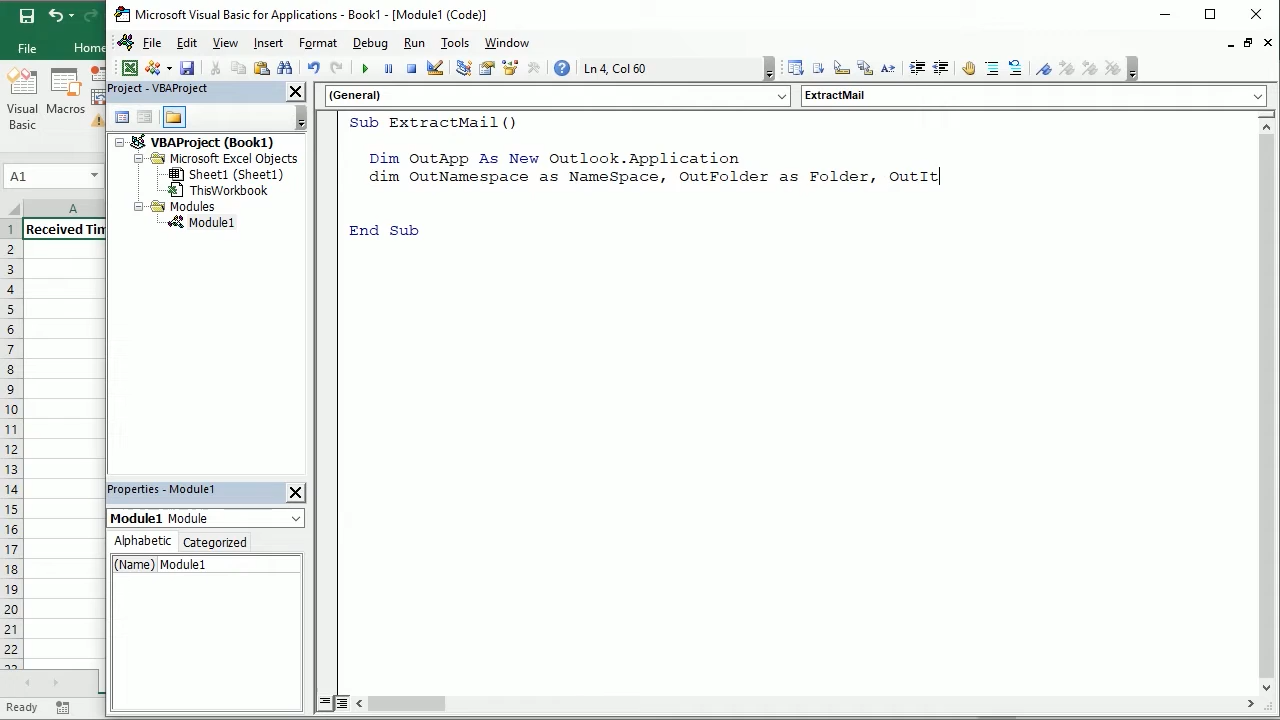 Microsoft Visual Basic for Applications - Book1 - [Module1 (Code)]
File
Home
File Edit View Insert Format Debug Run Tools Window
Visual Basic
Macros
Ln 4, Col 60
Project - VBAProject
(General)
ExtractMail
A1
A
1 Received Tim
2
3
4
5
6
7
8
9
10
11
12
13
14
15
16
17
18
19
20
21
22
VBAProject (Book1)
Microsoft Excel Objects
Sheet1 (Sheet1)
ThisWorkbook
Modules
Module1
Properties - Module1
Module1 Module
Alphabetic Categorized
(Name) Module1
Sub ExtractMail()
Dim OutApp As New Outlook.Application
dim OutNamespace as NameSpace, OutFolder as Folder, OutIt
End Sub
Ready